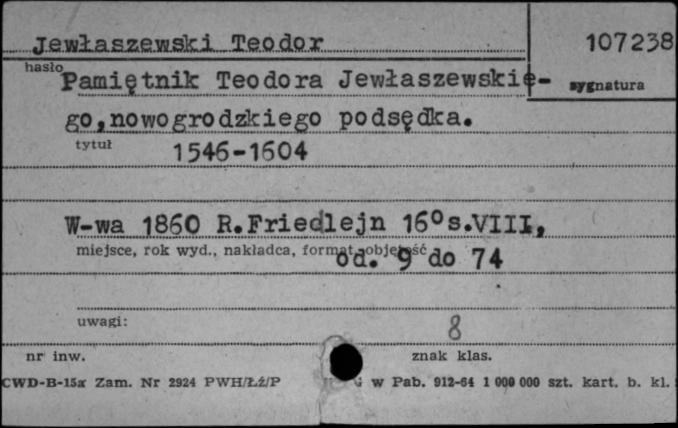 Jewłaszewski Teodor
107238
hasło
Pamiętnik Teodora Jewłaszewskie-
sygnatura
go,nowogrodzkiego podsędka.
tytuł
1546-1604
W-wa 1860 R.Friedlejn 16° s.VIII,
miejsce, rok wyd., nakładca, format, objętość
od. 9 do 74
uwagi:
8
nr inw.
znak klas.
CWD-B-15a Zam. Nr 2924 PWH/Łź/P G w Pab. 912-64 1 000 000 szt. kart. b. kl.